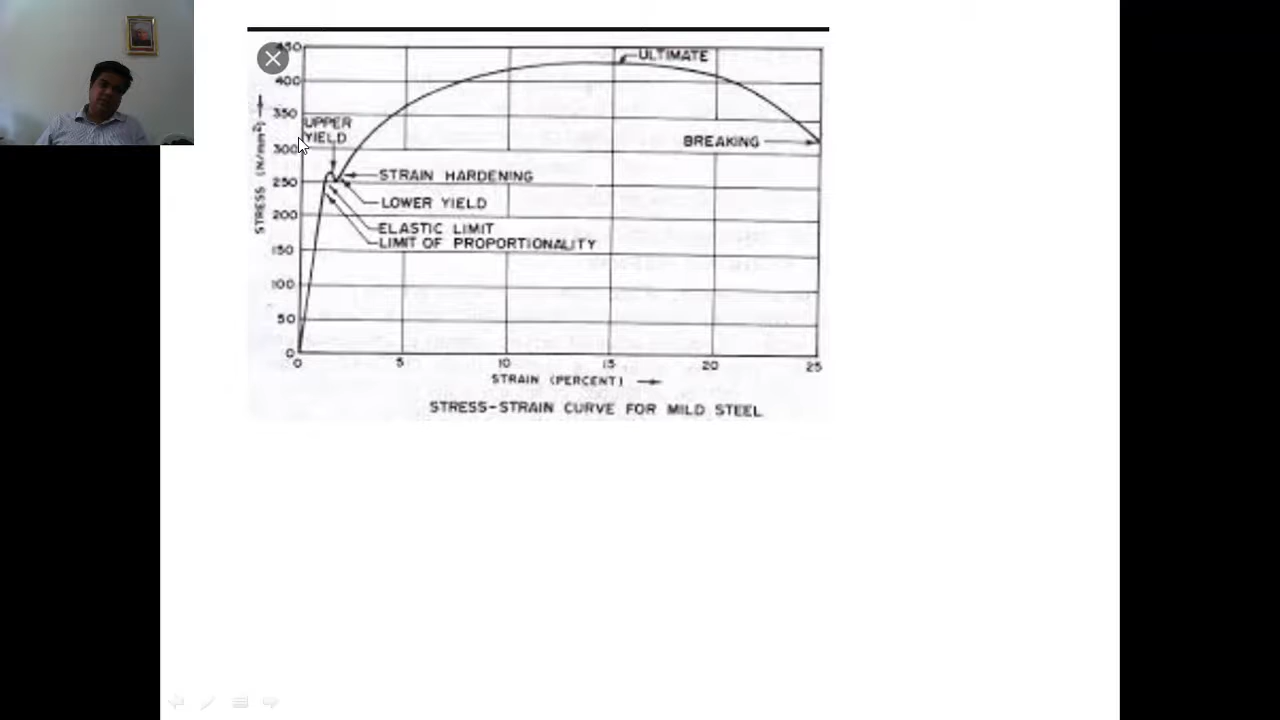 450
ULTIMATE
400
350
UPPER
YIELD
BREAKING
300
STRAIN HARDENING
250
LOWER YIELD
200
ELASTIC LIMIT
LIMIT OF PROPORTIONALITY
150
100
50
0
STRESS (N/mm²)
0 5 10 15 20 25
STRAIN (PERCENT)
STRESS-STRAIN CURVE FOR MILD STEEL